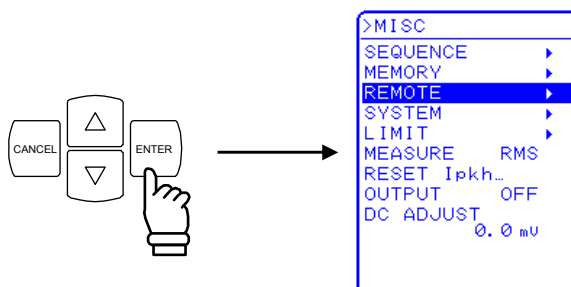 CANCEL
ENTER
>MISC
SEQUENCE
MEMORY
REMOTE
SYSTEM
LIMIT
MEASURE RMS
RESET Ipkh…
OUTPUT OFF
DC ADJUST
0.0 mV